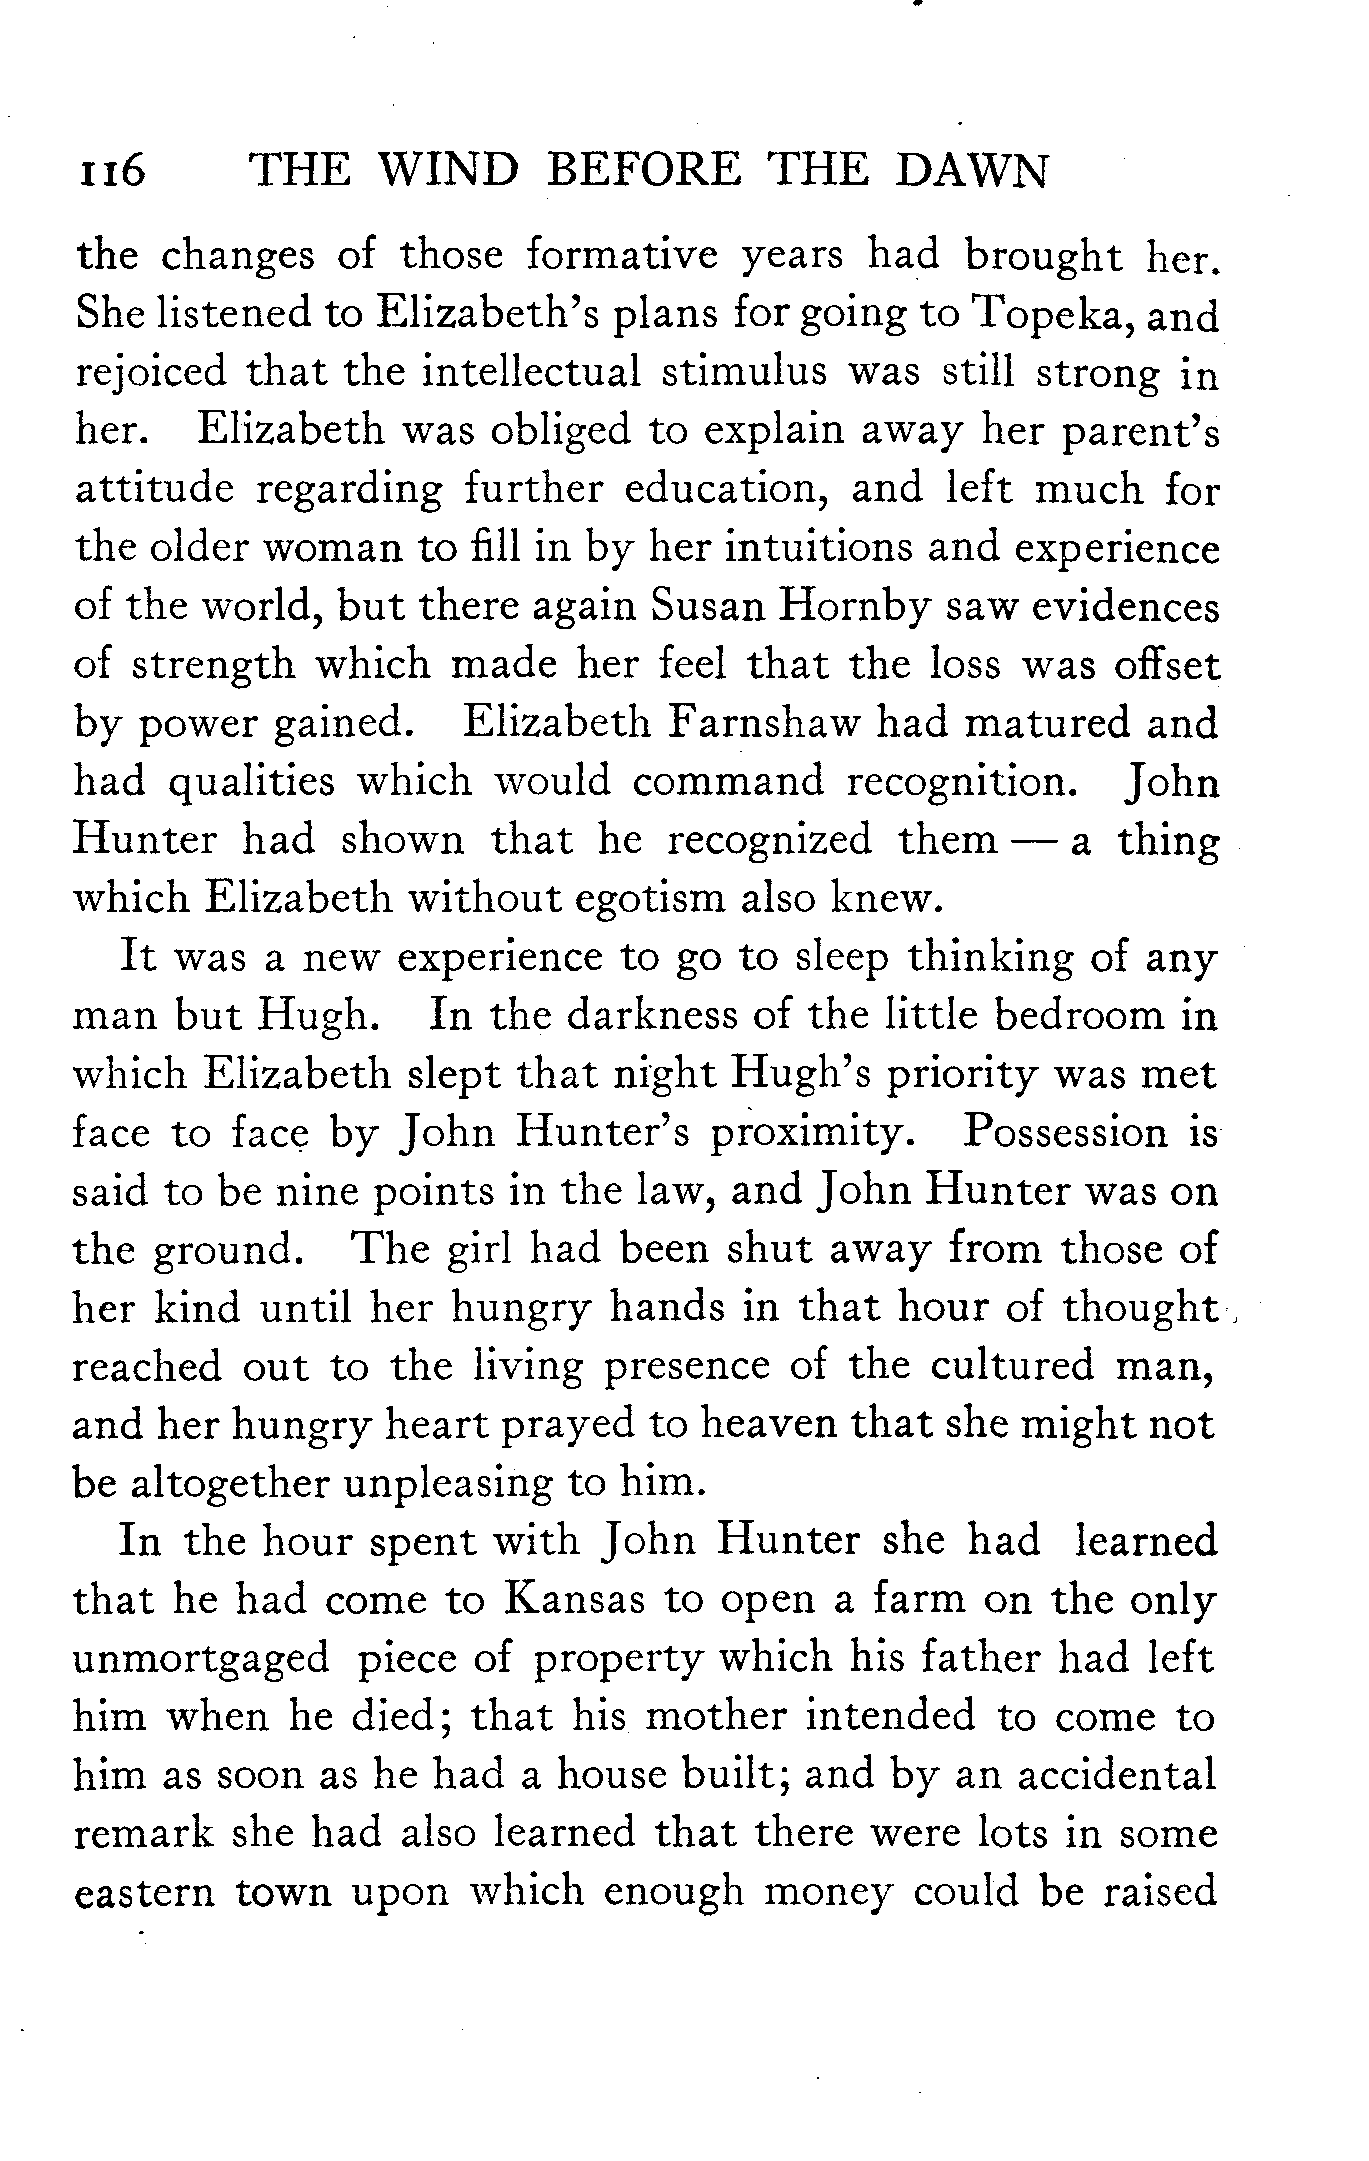 116 THE WIND BEFORE THE DAWN
the changes of those formative years had brought her.
She listened to Elizabeth's plans for going to Topeka, and
rejoiced that the intellectual stimulus was still strong in
her. Elizabeth was obliged to explain away her parent's
attitude regarding further education, and left much for
the older woman to fill in by her intuitions and experience
of the world, but there again Susan Hornby saw evidences
of strength which made her feel that the loss was offset
by power gained. Elizabeth Farnshaw had matured and
had qualities which would command recognition. John
Hunter had shown that he recognized them — a thing
which Elizabeth without egotism also knew.
It was a new experience to go to sleep thinking of any
man but Hugh. In the darkness of the little bedroom in
which Elizabeth slept that night Hugh's priority was met
face to face by John Hunter's proximity. Possession is
said to be nine points in the law, and John Hunter was on
the ground. The girl had been shut away from those of
her kind until her hungry hands in that hour of thought,
reached out to the living presence of the cultured man,
and her hungry heart prayed to heaven that she might not
be altogether unpleasing to him.
In the hour spent with John Hunter she had learned
that he had come to Kansas to open a farm on the only
unmortgaged piece of property which his father had left
him when he died; that his mother intended to come to
him as soon as he had a house built; and by an accidental
remark she had also learned that there were lots in some
eastern town upon which enough money could be raised